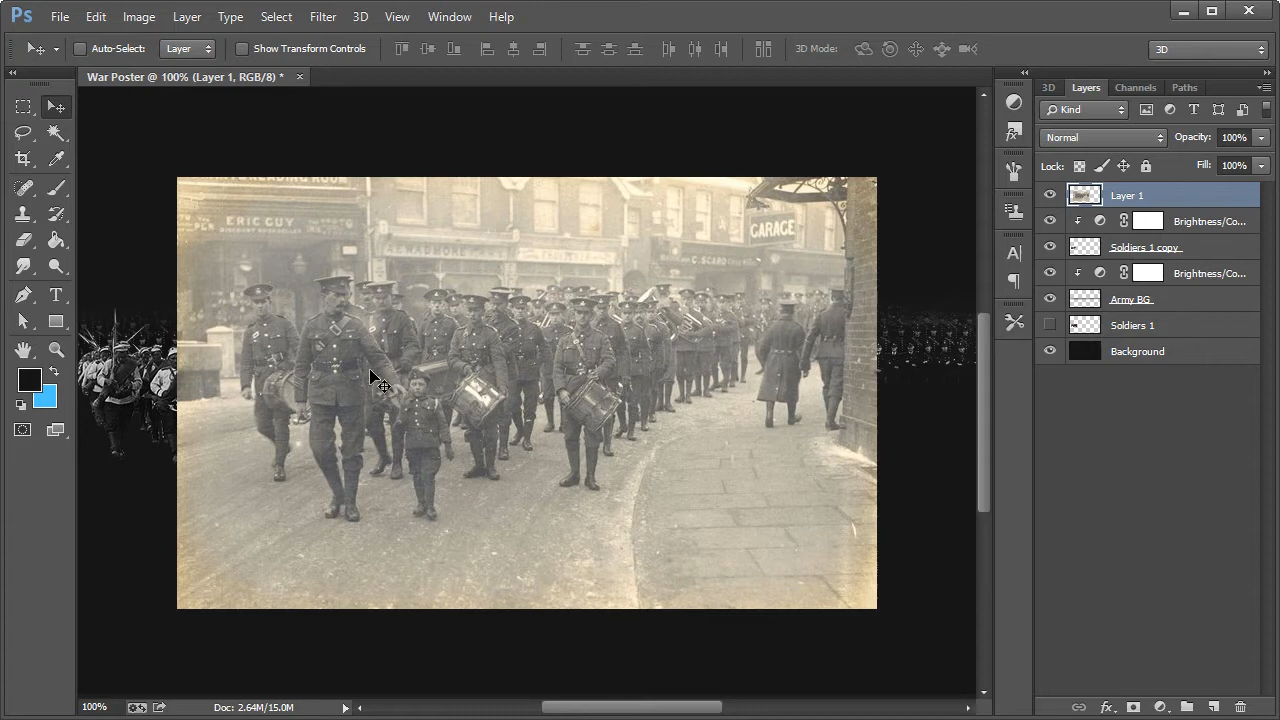 Ps File Edit Image Layer Type Select Filter 3D View Window Help
Auto-Select: Layer Show Transform Controls 3D Mode: 3D
War Poster @ 100% (Layer 1, RGB/8) * ×
3D Layers Channels Paths
Kind
Normal Opacity: 100%
Lock: Fill: 100%
Layer 1
Brightness/Co...
Soldiers 1 copy
Brightness/Co...
Army BG
Soldiers 1
Background
READING ROOM
ERIC GUY
GARAGE
100% Doc: 2.64M/15.0M